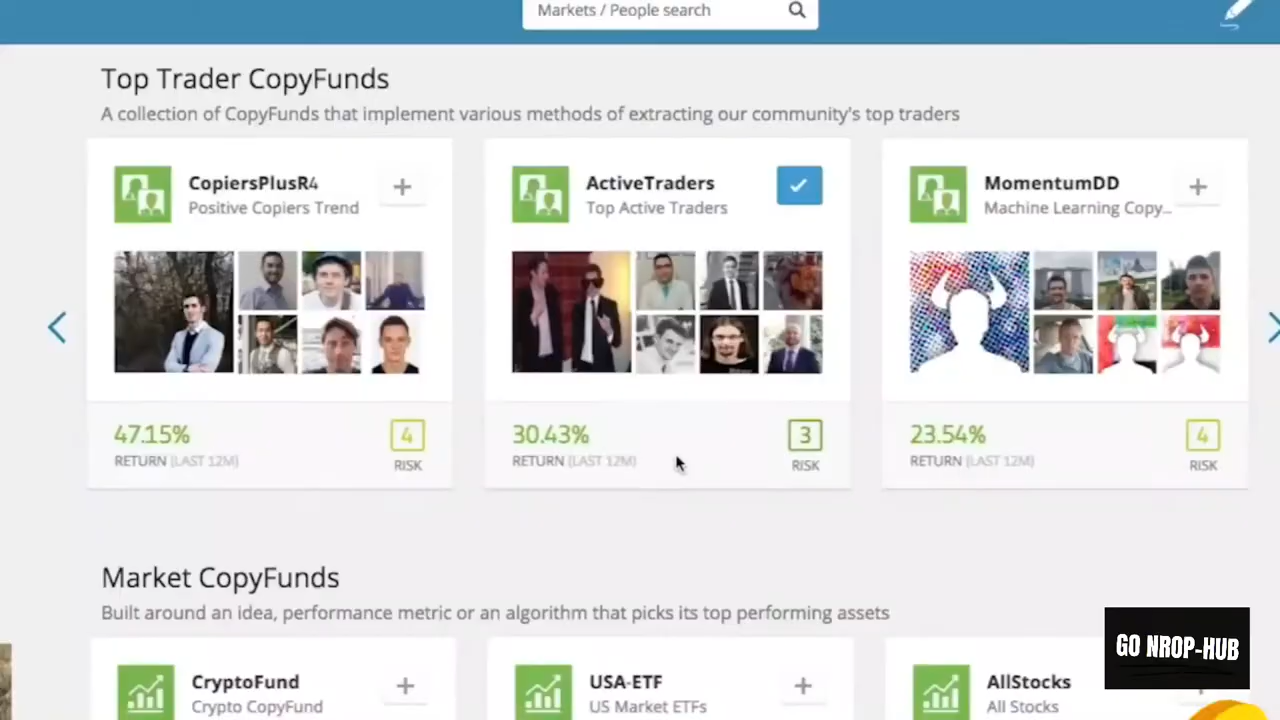 Markets / People search
Top Trader CopyFunds
A collection of CopyFunds that implement various methods of extracting our community's top traders
CopiersPlusR4
Positive Copiers Trend
47.15%
RETURN (LAST 12M)
4
RISK
ActiveTraders
Top Active Traders
30.43%
RETURN (LAST 12M)
3
RISK
MomentumDD
Machine Learning Copy...
23.54%
RETURN (LAST 12M)
4
RISK
Market CopyFunds
Built around an idea, performance metric or an algorithm that picks its top performing assets
CryptoFund
Crypto CopyFund
USA-ETF
US Market ETFs
AllStocks
All Stocks
GO NROP-HUB